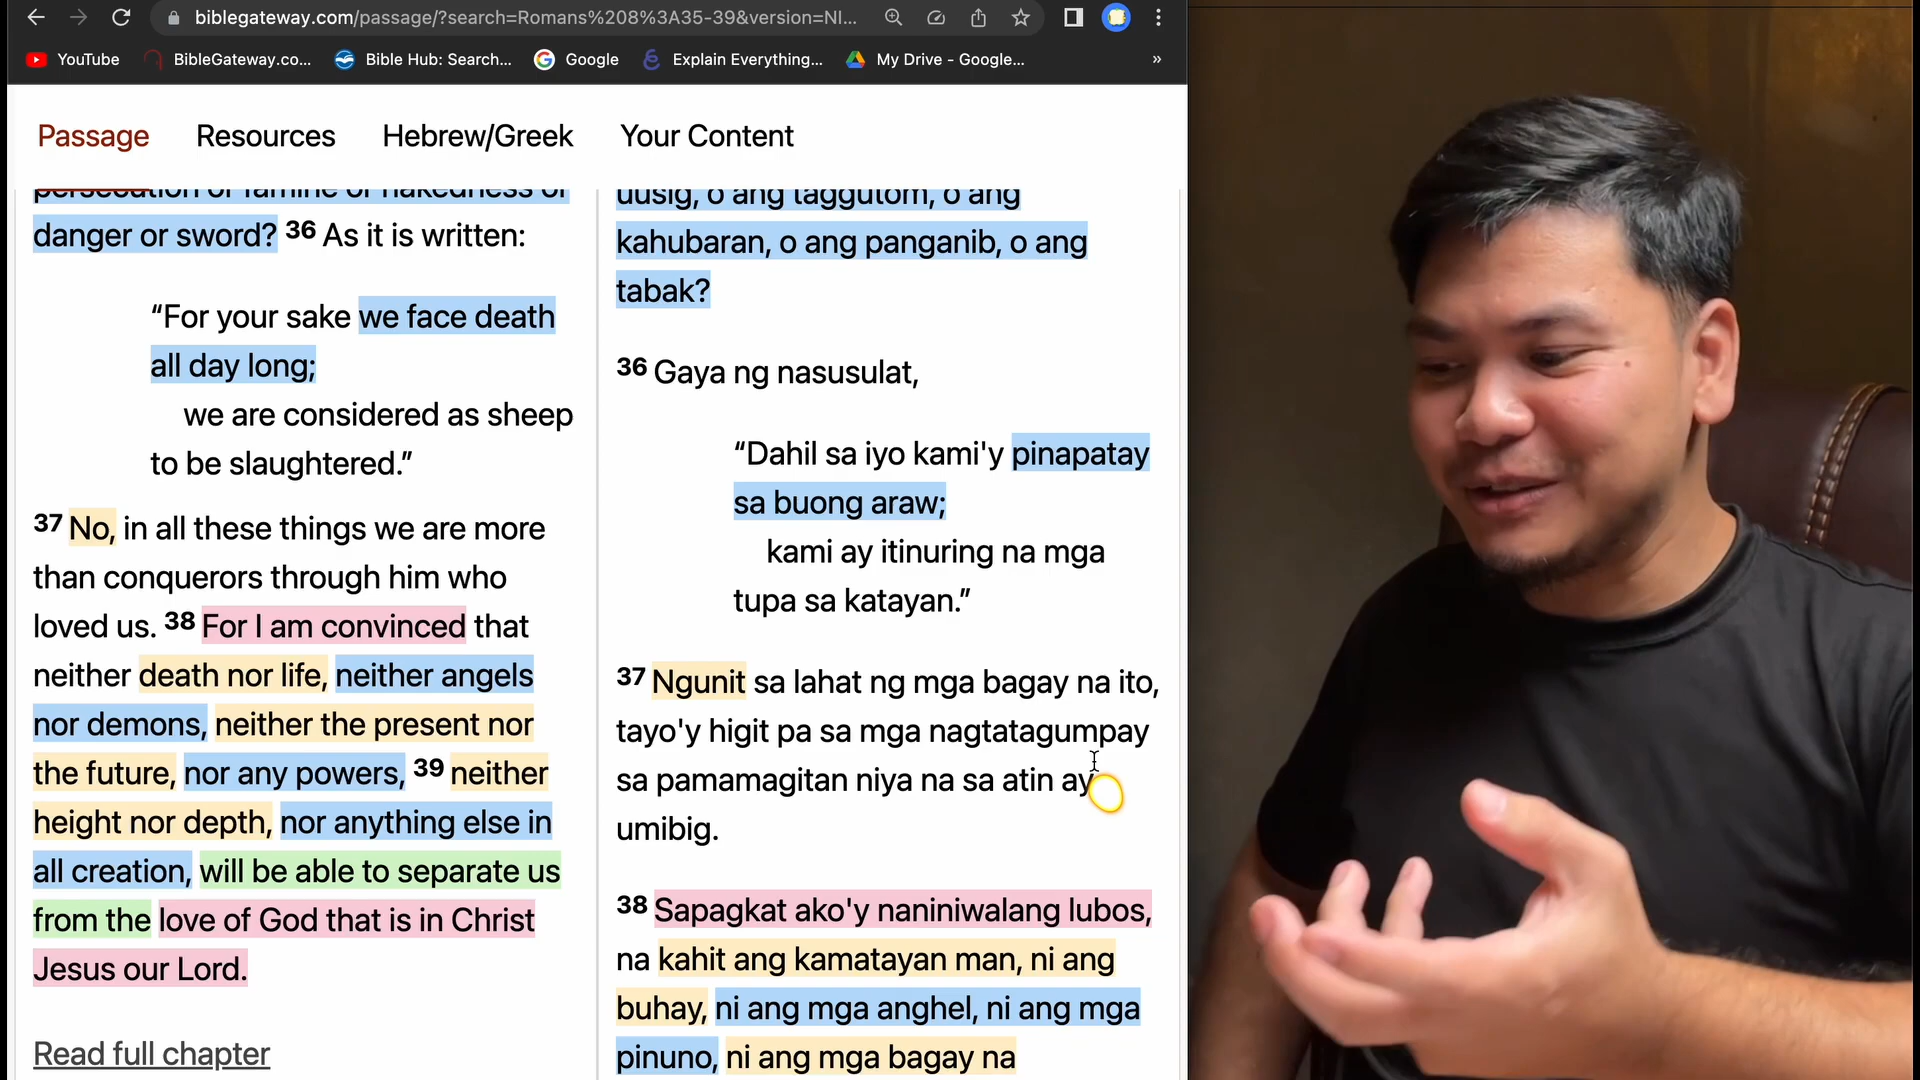 biblegateway.com/passage/?search=Romans%208%3A35-39&version=NI...
YouTube BibleGateway.co... Bible Hub: Search... Google Explain Everything... My Drive - Google... »
Passage Resources Hebrew/Greek Your Content
persecution or famine or nakedness or
danger or sword? 36 As it is written:
“For your sake we face death
all day long;
we are considered as sheep
to be slaughtered.”
37 No, in all these things we are more
than conquerors through him who
loved us. 38 For I am convinced that
neither death nor life, neither angels
nor demons, neither the present nor
the future, nor any powers, 39 neither
height nor depth, nor anything else in
all creation, will be able to separate us
from the love of God that is in Christ
Jesus our Lord.
Read full chapter
uusig, o ang taggutom, o ang
kahubaran, o ang panganib, o ang
tabak?
36 Gaya ng nasusulat,
“Dahil sa iyo kami'y pinapatay
sa buong araw;
kami ay itinuring na mga
tupa sa katayan.”
37 Ngunit sa lahat ng mga bagay na ito,
tayo'y higit pa sa mga nagtatagumpay
sa pamamagitan niya na sa atin ay
umibig.
38 Sapagkat ako'y naniniwalang lubos,
na kahit ang kamatayan man, ni ang
buhay, ni ang mga anghel, ni ang mga
pinuno, ni ang mga bagay na